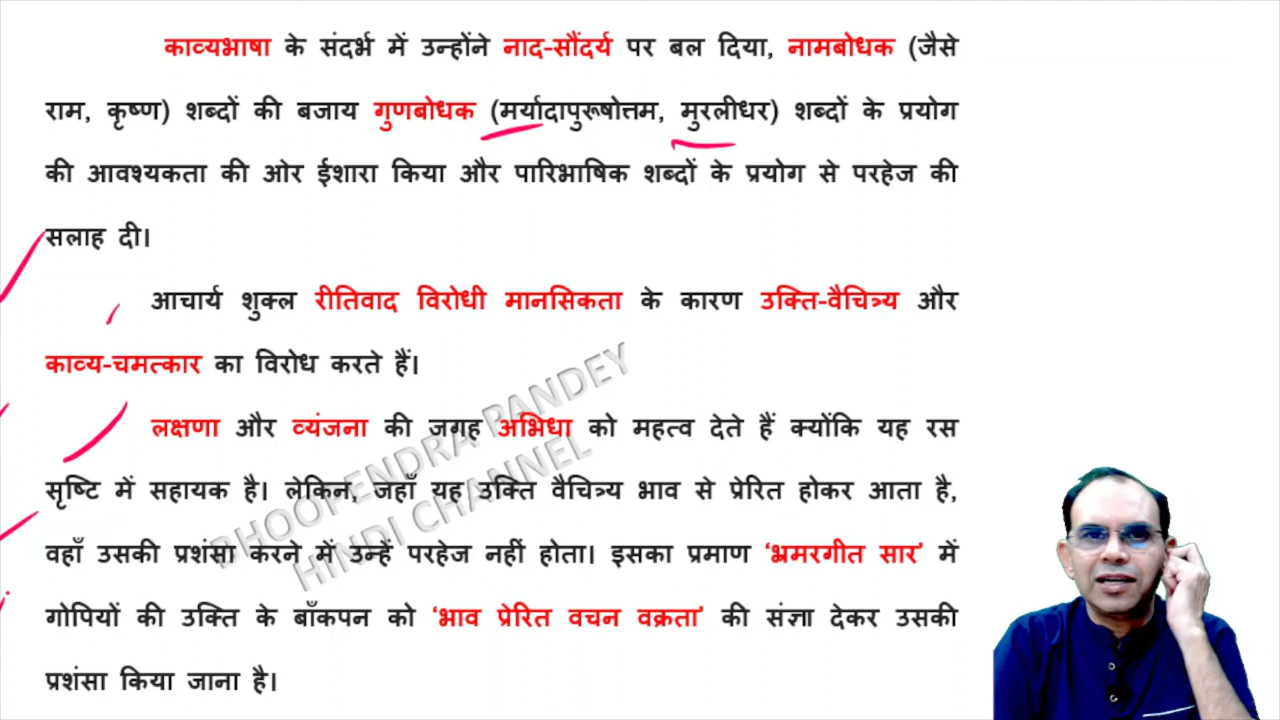 काव्यभाषा के संदर्भ में उन्होंने नाद-सौंदर्य पर बल दिया, नामबोधक (जैसे
राम, कृष्ण) शब्दों की बजाय गुणबोधक (मर्यादापुरूषोत्तम, मुरलीधर) शब्दों के प्रयोग
की आवश्यकता की ओर ईशारा किया और पारिभाषिक शब्दों के प्रयोग से परहेज की
सलाह दी।
आचार्य शुक्ल रीतिवाद विरोधी मानसिकता के कारण उक्ति-वैचित्र्य और
काव्य-चमत्कार का विरोध करते हैं।
लक्षणा और व्यंजना की जगह अभिधा को महत्व देते हैं क्योंकि यह रस
सृष्टि में सहायक है। लेकिन, जहाँ यह उक्ति वैचित्र्य भाव से प्रेरित होकर आता है,
वहाँ उसकी प्रशंसा करने में उन्हें परहेज नहीं होता। इसका प्रमाण ‘भ्रमरगीत सार’ में
गोपियों की उक्ति के बाँकपन को ‘भाव प्रेरित वचन वक्रता’ की संज्ञा देकर उसकी
प्रशंसा किया जाना है।
BHOOPENDRA PANDEY
HINDI CHANNEL